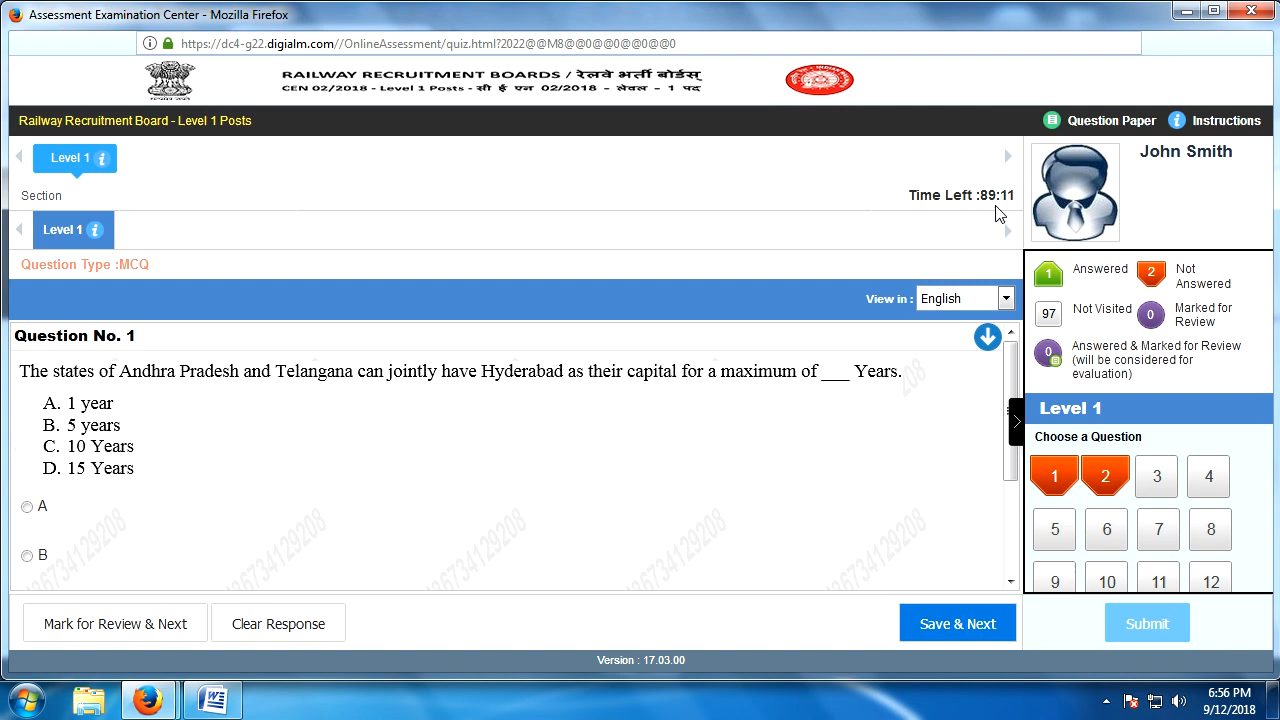 Assessment Examination Center - Mozilla Firefox
https://dc4-g22.digialm.com//OnlineAssessment/quiz.html?2022@@M8@@0@@0@@0@@0
RAILWAY RECRUITMENT BOARDS / रेलवे भर्ती बोर्डस्
CEN 02/2018 - Level 1 Posts - सी ई एन 02/2018 - लेवल - 1 पद
Railway Recruitment Board - Level 1 Posts
Question Paper
Instructions
Level 1
John Smith
Section
Time Left :89:11
Level 1
Question Type :MCQ
View in :
English
1 Answered
2 Not Answered
97 Not Visited
0 Marked for Review
0 Answered & Marked for Review (will be considered for evaluation)
Question No. 1
The states of Andhra Pradesh and Telangana can jointly have Hyderabad as their capital for a maximum of ___ Years.
A. 1 year
B. 5 years
C. 10 Years
D. 15 Years
A
B
Level 1
Choose a Question
1 2 3 4
5 6 7 8
9 10 11 12
Mark for Review & Next
Clear Response
Save & Next
Submit
Version : 17.03.00
6:56 PM
9/12/2018